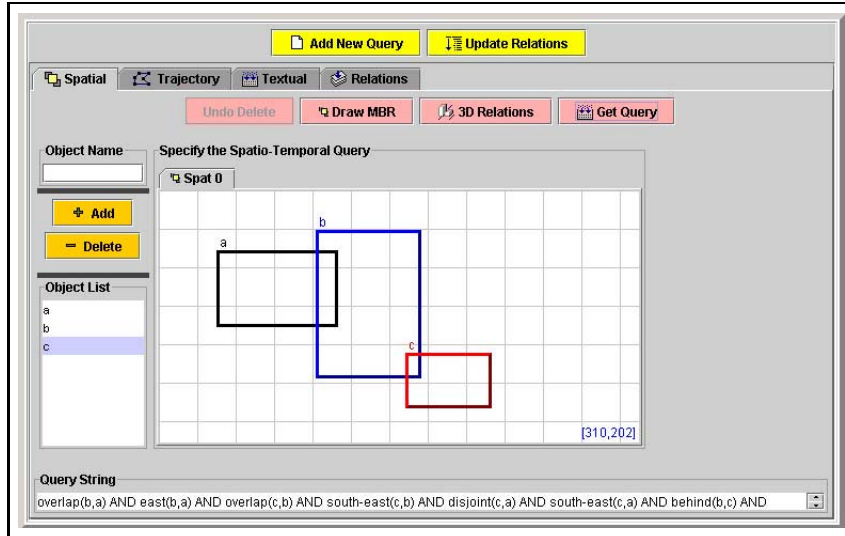 Add New Query Update Relations
Spatial Trajectory Textual Relations
Undo Delete Draw MBR 3D Relations Get Query
Object Name
Specify the Spatio-Temporal Query
Spat 0
Add
Delete
Object List
a
b
c
b
a
c
[310,202]
Query String
overlap(b,a) AND east(b,a) AND overlap(c,b) AND south-east(c,b) AND disjoint(c,a) AND south-east(c,a) AND behind(b,c) AND